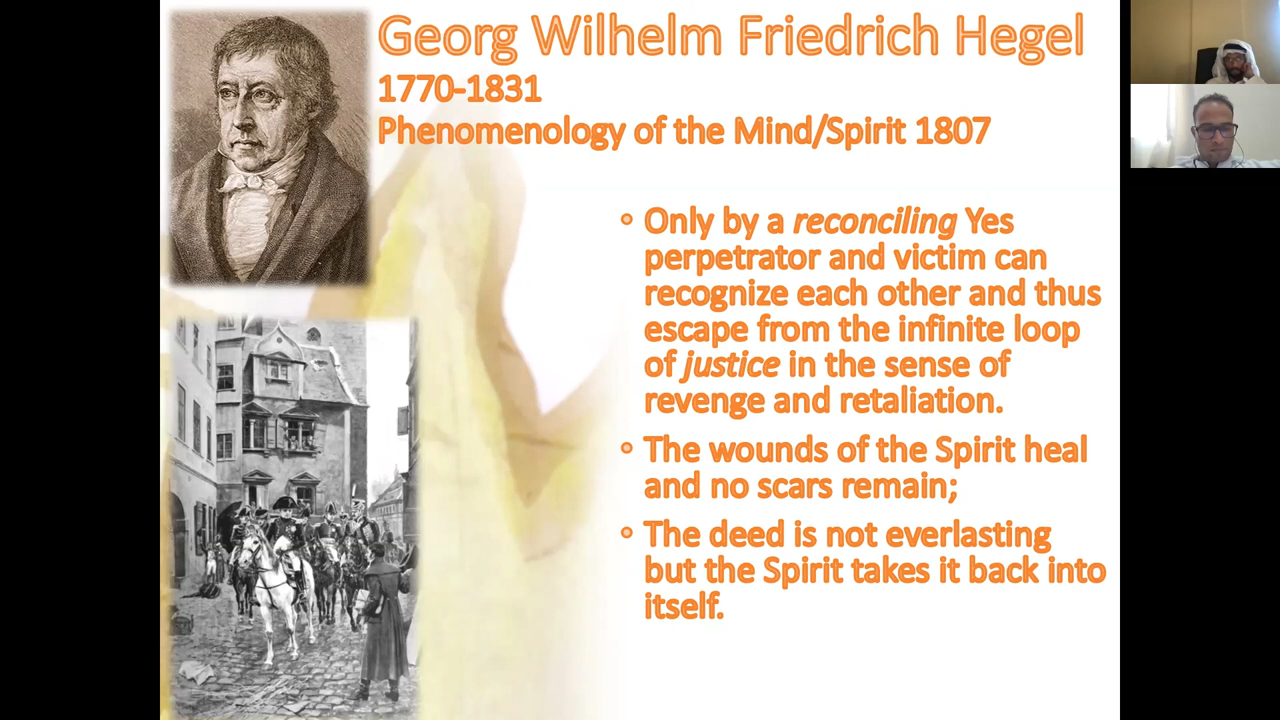 Georg Wilhelm Friedrich Hegel
1770-1831
Phenomenology of the Mind/Spirit 1807
• Only by a reconciling Yes
perpetrator and victim can
recognize each other and thus
escape from the infinite loop
of justice in the sense of
revenge and retaliation.
• The wounds of the Spirit heal
and no scars remain;
• The deed is not everlasting
but the Spirit takes it back into
itself.